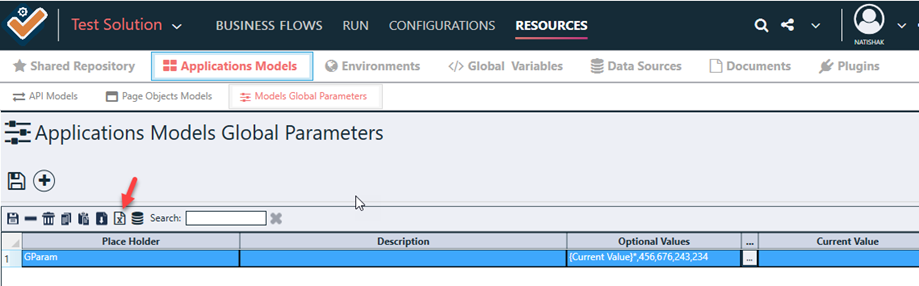 Test Solution BUSINESS FLOWS RUN CONFIGURATIONS RESOURCES
NATISHAK
Shared Repository Applications Models Environments </> Global Variables Data Sources Documents Plugins
API Models Page Objects Models Models Global Parameters
Applications Models Global Parameters
Search:
Place Holder Description Optional Values ... Current Value
1 GParam {Current Value}*,456,676,243,234 ...